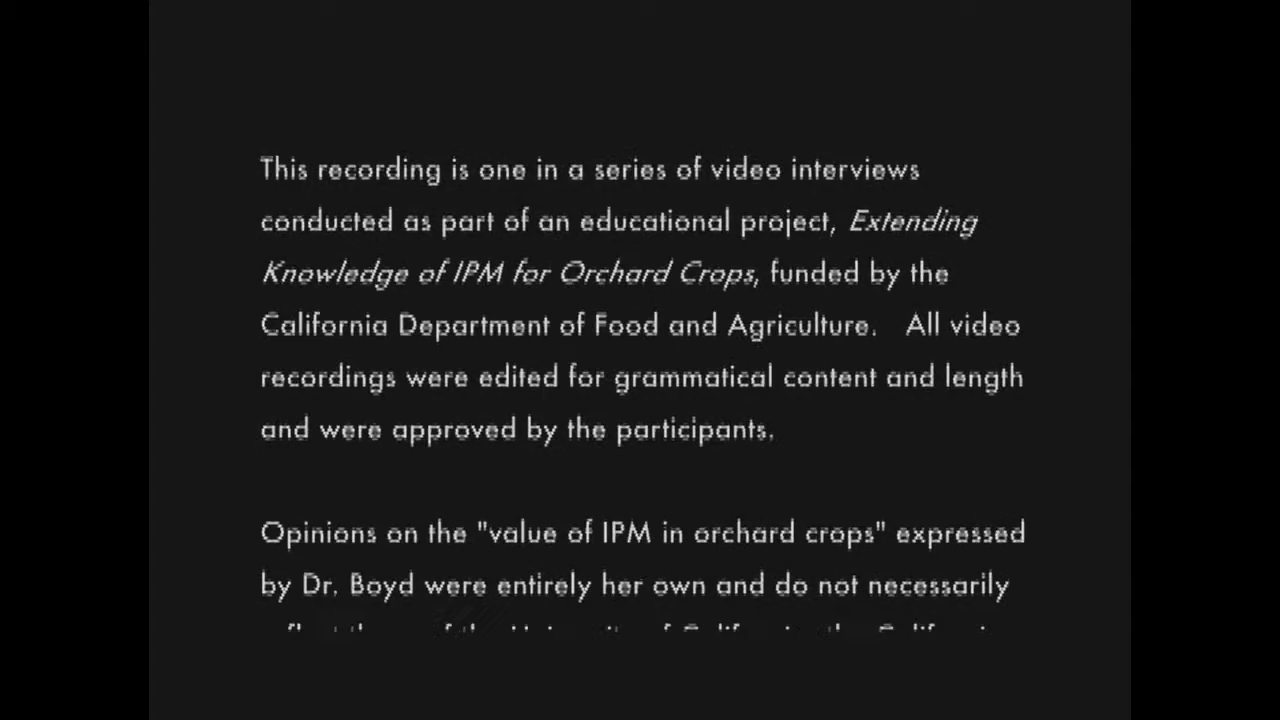 This recording is one in a series of video interviews
conducted as part of an educational project, Extending
Knowledge of IPM for Orchard Crops, funded by the
California Department of Food and Agriculture.   All video
recordings were edited for grammatical content and length
and were approved by the participants.
Opinions on the "value of IPM in orchard crops" expressed
by Dr. Boyd were entirely her own and do not necessarily